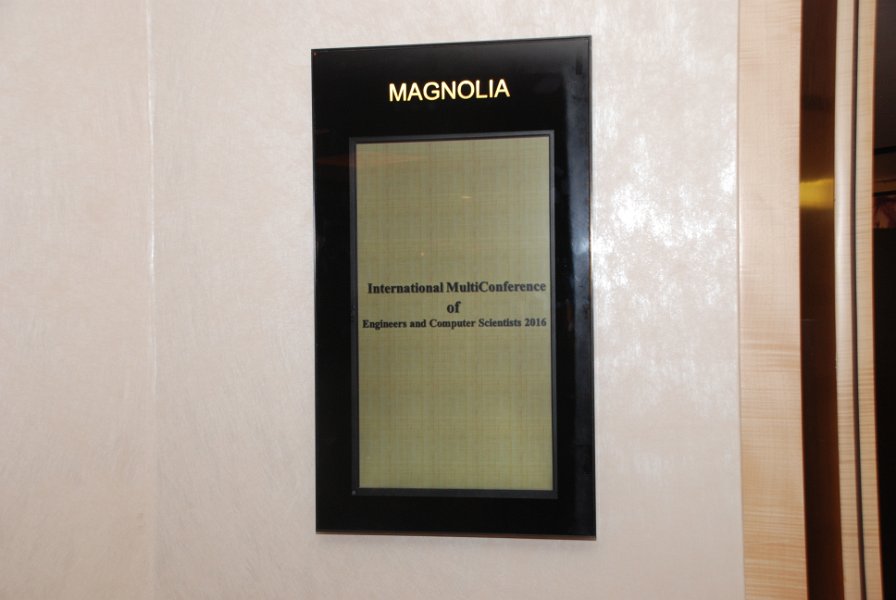 MAGNOLIA
International MultiConference
of
Engineers and Computer Scientists 2016